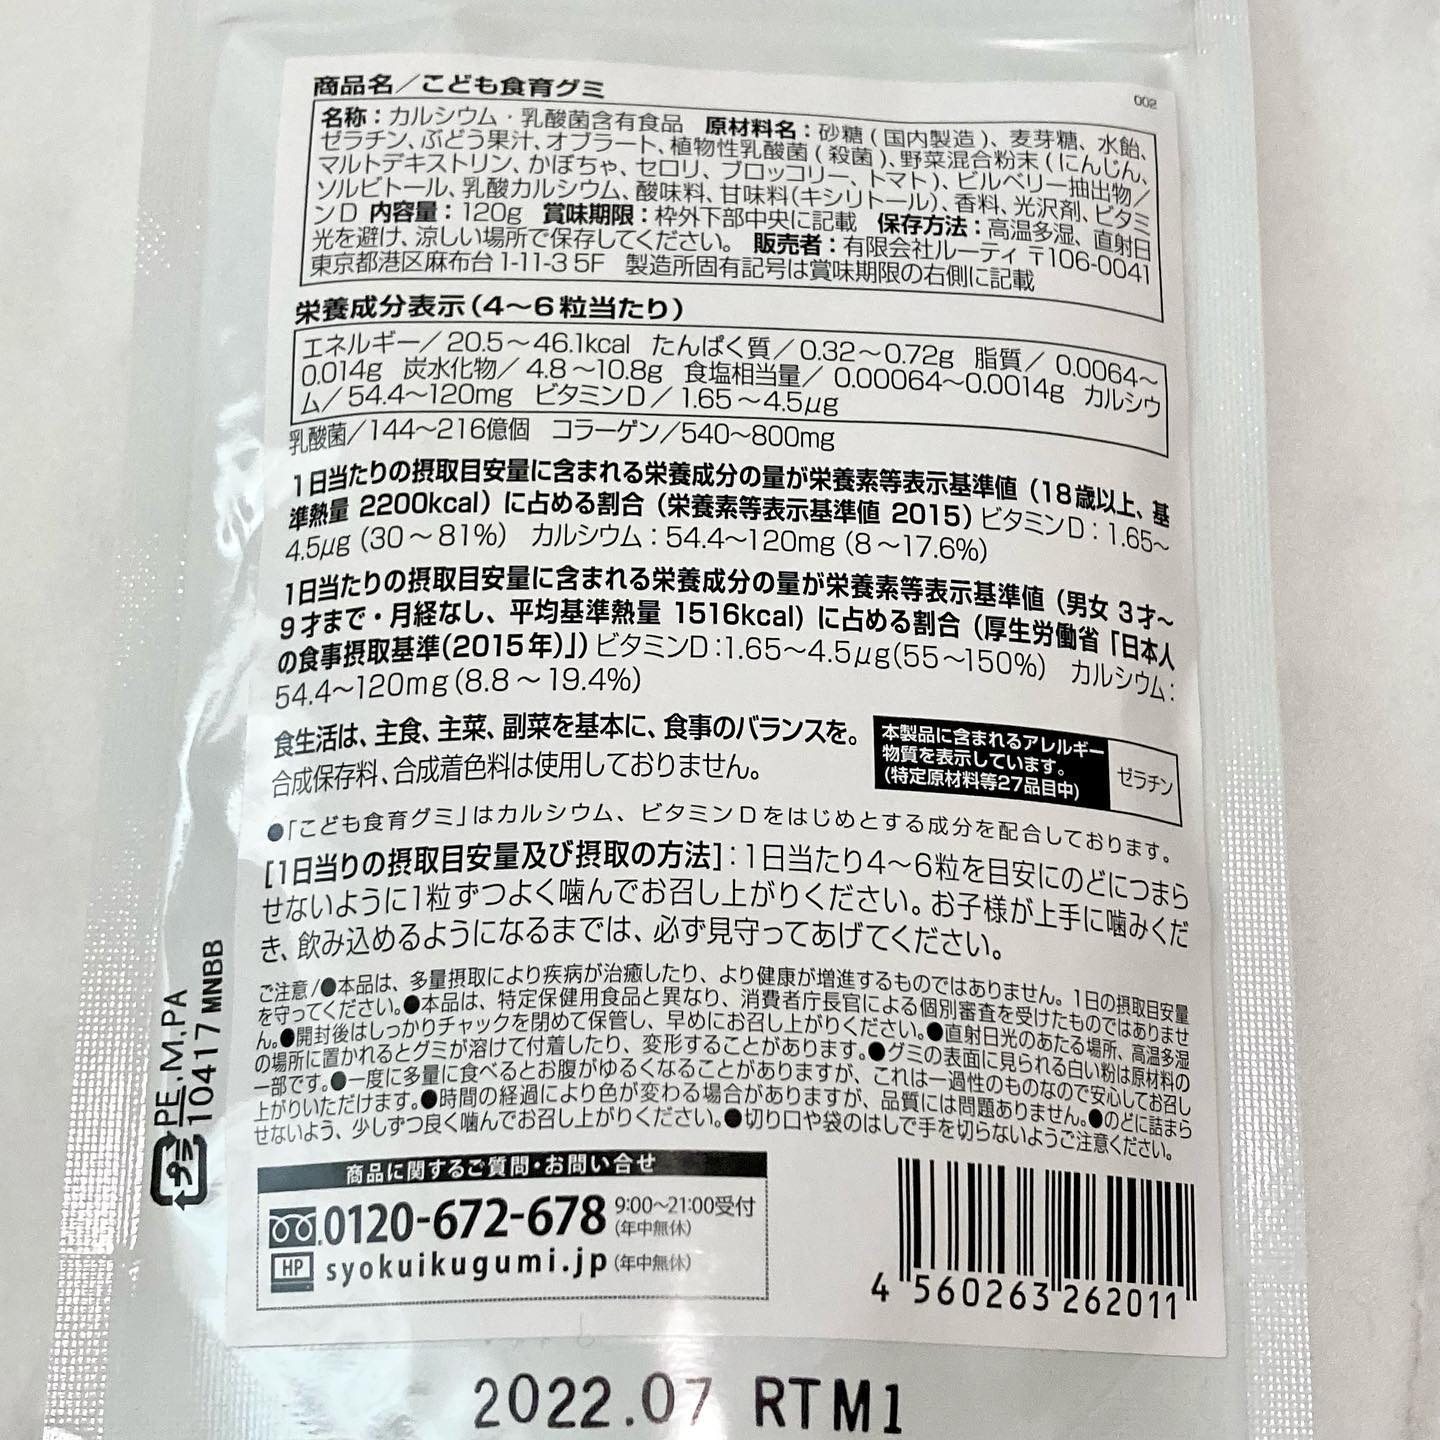 商品名／こども食育グミ
002
名称：カルシウム・乳酸菌含有食品 原材料名：砂糖(国内製造)、麦芽糖、水飴、
ゼラチン、ぶどう果汁、オブラート、植物性乳酸菌(殺菌)、野菜混合粉末(にんじん、
マルトデキストリン、かぼちゃ、セロリ、ブロッコリー、トマト)、ビルベリー抽出物／
ソルビトール、乳酸カルシウム、酸味料、甘味料(キシリトール)、香料、光沢剤、ビタミ
ンD 内容量：120g 賞味期限：枠外下部中央に記載 保存方法：高温多湿、直射日
光を避け、涼しい場所で保存してください。 販売者：有限会社ルーティ 〒106-0041
東京都港区麻布台1-11-3 5F 製造所固有記号は賞味期限の右側に記載
栄養成分表示(4～6粒当たり)
エネルギー／20.5～46.1kcal たんぱく質／0.32～0.72g 脂質／0.0064～
0.014g 炭水化物／4.8～10.8g 食塩相当量／0.00064～0.0014g カルシウ
ム／54.4～120mg ビタミンD／1.65～4.5μg
乳酸菌／144～216億個 コラーゲン／540～800mg
1日当たりの摂取目安量に含まれる栄養成分の量が栄養素等表示基準値（18歳以上、基
準熱量 2200kcal）に占める割合（栄養素等表示基準値 2015）ビタミンD：1.65～
4.5μg（30～81%） カルシウム：54.4～120mg（8～17.6%）
1日当たりの摂取目安量に含まれる栄養成分の量が栄養素等表示基準値（男女 3才～
9才まで・月経なし、平均基準熱量 1516kcal）に占める割合（厚生労働省「日本人
の食事摂取基準(2015年)」）ビタミンD：1.65～4.5μg(55～150%) カルシウム：
54.4～120mg(8.8～19.4%)
食生活は、主食、主菜、副菜を基本に、食事のバランスを。
合成保存料、合成着色料は使用しておりません。
本製品に含まれるアレルギー
物質を表示しています。
(特定原材料等27品目中)
ゼラチン
●「こども食育グミ」はカルシウム、ビタミンDをはじめとする成分を配合しております。
[1日当りの摂取目安量及び摂取の方法]：1日当たり4～6粒を目安にのどにつまら
せないように1粒ずつよく噛んでお召し上がりください。お子様が上手に噛みくだ
き、飲み込めるようになるまでは、必ず見守ってあげてください。
ご注意/●本品は、多量摂取により疾病が治癒したり、より健康が増進するものではありません。1日の摂取目安量
を守ってください。●本品は、特定保健用食品と異なり、消費者庁長官による個別審査を受けたものではありませ
ん。●開封後はしっかりチャックを閉めて保管し、早めにお召し上がりください。●直射日光のあたる場所、高温多湿
の場所に置かれるとグミが溶けて付着したり、変形することがあります。●グミの表面に見られる白い粉は原材料の
一部です。●一度に多量に食べるとお腹がゆるくなることがありますが、これは一過性のものなので安心してお召し
上がりいただけます。●時間の経過により色が変わる場合がありますが、品質には問題ありません。●のどに詰まら
せないよう、少しずつ良く噛んでお召し上がりください。●切り口や袋のはしで手を切らないようご注意ください。
商品に関するご質問・お問い合せ
0120-672-678 9:00～21:00受付
(年中無休)
HP syokuikugumi.jp (年中無休)
4 560263 262011
プラ PE.M.PA
10417 MNBB
2022.07 RTM1